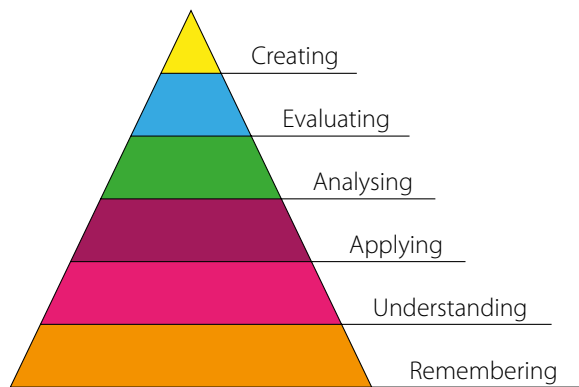 Creating
Evaluating
Analysing
Applying
Understanding
Remembering